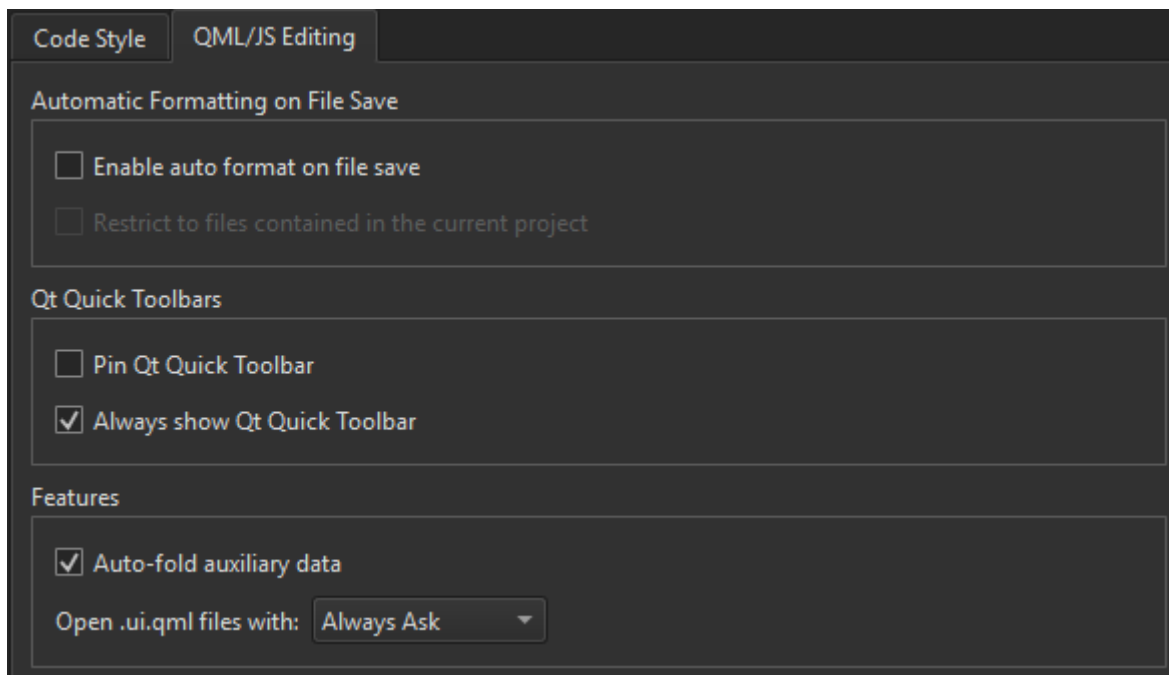 Code Style QML/JS Editing
Automatic Formatting on File Save
Enable auto format on file save
Restrict to files contained in the current project
Qt Quick Toolbars
Pin Qt Quick Toolbar
Always show Qt Quick Toolbar
Features
Auto-fold auxiliary data
Open .ui.qml files with: Always Ask